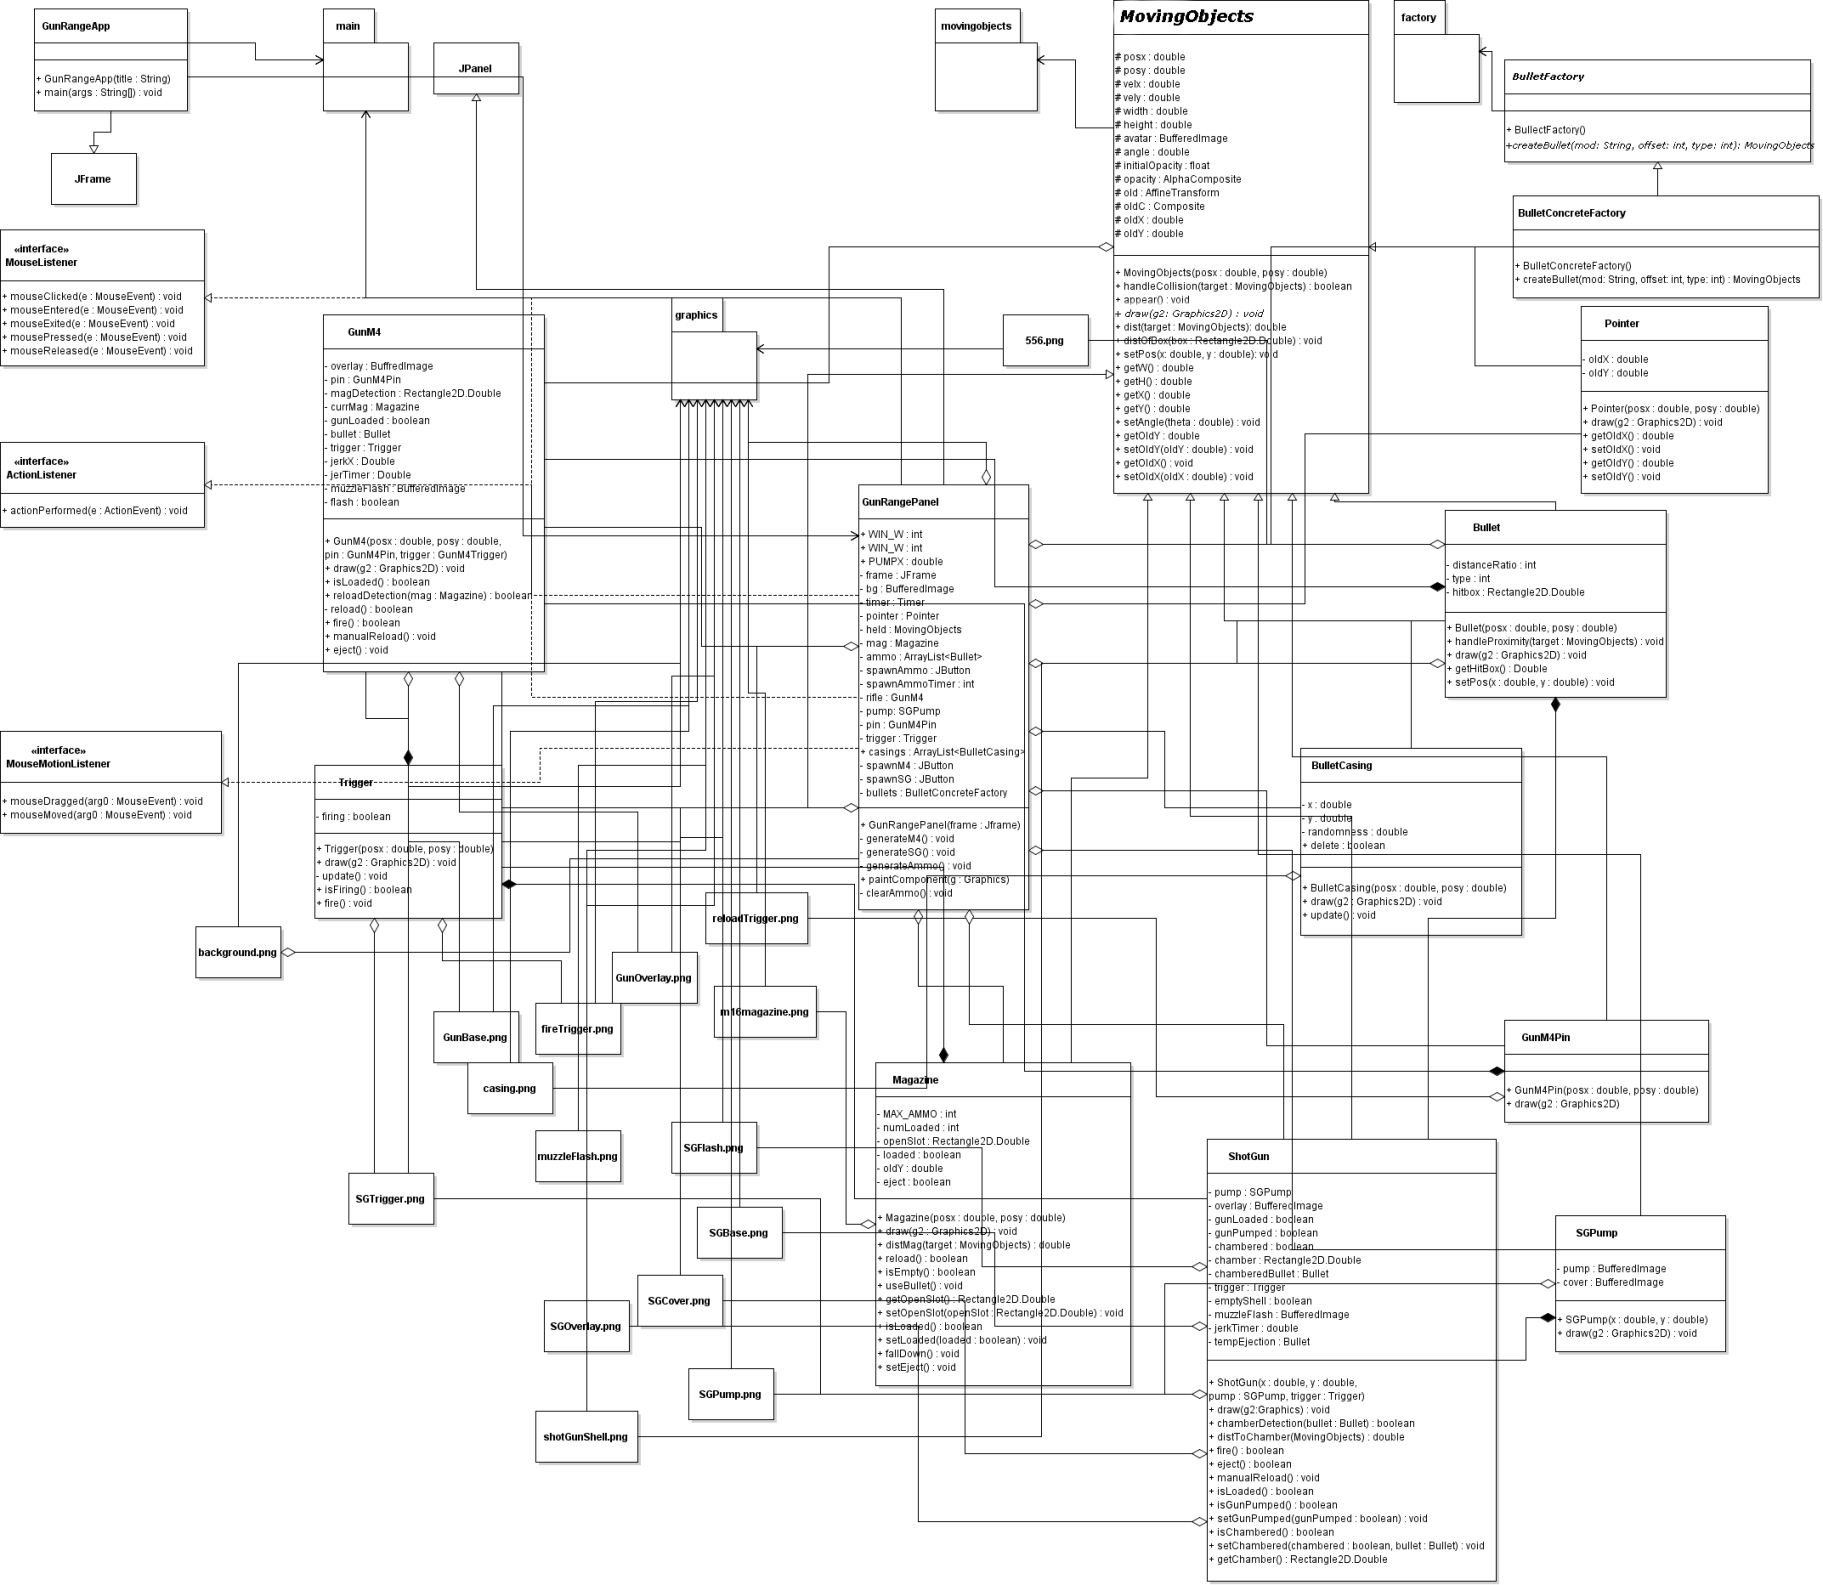 GunRangeApp
+ GunRangeApp(title : String)
+ main(args : String[]) : void
main
JPanel
JFrame
movingobjects
MovingObjects
# posx : double
# posy : double
# velx : double
# vely : double
# width : double
# height : double
# avatar : BufferedImage
# angle : double
# initialOpacity : float
# opacity : AlphaComposite
# old : AffineTransform
# oldC : Composite
# oldX : double
# oldY : double
+ MovingObjects(posx : double, posy : double)
+ handleCollision(target : MovingObjects) : boolean
+ appear() : void
+ draw(g2: Graphics2D) : void
+ dist(target : MovingObjects): double
+ distOfBox(box : Rectangle2D.Double) : void
+ setPos(x: double, y : double): void
+ getW() : double
+ getH() : double
+ getX() : double
+ getY() : double
+ setAngle(theta : double) : void
+ getOldY : double
+ setOldY(oldY : double) : void
+ getOldX() : void
+ setOldX(oldX : double) : void
factory
BulletFactory
+ BullectFactory()
+createBullet(mod: String, offset: int, type: int): MovingObjects
BulletConcreteFactory
+ BulletConcreteFactory()
+ createBullet(mod: String, offset: int, type: int) : MovingObjects
Pointer
- oldX : double
- oldY : double
+ Pointer(posx : double, posy : double)
+ draw(g2 : Graphics2D) : void
+ getOldX() : double
+ setOldX() : void
+ getOldY() : double
+ setOldY() : void
«interface»
MouseListener
+ mouseClicked(e : MouseEvent) : void
+ mouseEntered(e : MouseEvent) : void
+ mouseExited(e : MouseEvent) : void
+ mousePressed(e : MouseEvent) : void
+ mouseReleased(e : MouseEvent) : void
«interface»
ActionListener
+ actionPerformed(e : ActionEvent) : void
«interface»
MouseMotionListener
+ mouseDragged(arg0 : MouseEvent) : void
+ mouseMoved(arg0 : MouseEvent) : void
GunM4
- overlay : BuffredImage
- pin : GunM4Pin
- magDetection : Rectangle2D.Double
- currMag : Magazine
- gunLoaded : boolean
- bullet : Bullet
- trigger : Trigger
- jerkX : Double
- jerTimer : Double
- muzzleFlash : BufferedImage
- flash : boolean
+ GunM4(posx : double, posy : double,
pin : GunM4Pin, trigger : GunM4Trigger)
+ draw(g2 : Graphics2D) : void
+ isLoaded() : boolean
+ reloadDetection(mag : Magazine) : boolean
- reload() : boolean
+ fire() : boolean
+ manualReload() : void
+ eject() : void
graphics
556.png
GunRangePanel
+ WIN_W : int
+ WIN_W : int
+ PUMPX : double
- frame : JFrame
- bg : BufferedImage
- timer : Timer
- pointer : Pointer
- held : MovingObjects
- mag : Magazine
- ammo : ArrayList<Bullet>
- spawnAmmo : JButton
- spawnAmmoTimer : int
- rifle : GunM4
- pump: SGPump
- pin : GunM4Pin
- trigger : Trigger
+ casings : ArrayList<BulletCasing>
- spawnM4 : JButton
- spawnSG : JButton
- bullets : BulletConcreteFactory
+ GunRangePanel(frame : Jframe)
- generateM4() : void
- generateSG() : void
- generateAmmo() : void
+ paintComponent(g : Graphics)
- clearAmmo() : void
Bullet
- distanceRatio : int
- type : int
- hitbox : Rectangle2D.Double
+ Bullet(posx : double, posy : double)
+ handleProximity(target : MovingObjects) : void
+ draw(g2 : Graphics2D) : void
+ getHitBox() : Double
+ setPos(x : double, y : double) : void
BulletCasing
- x : double
- y : double
- randomness : double
+ delete : boolean
+ BulletCasing(posx : double, posy : double)
+ draw(g2 : Graphics2D) : void
+ update() : void
Trigger
- firing : boolean
+ Trigger(posx : double, posy : double)
+ draw(g2 : Graphics2D) : void
- update() : void
+ isFiring() : boolean
+ fire() : void
background.png
reloadTrigger.png
GunOverlay.png
m16magazine.png
fireTrigger.png
GunBase.png
casing.png
muzzleFlash.png
SGFlash.png
SGTrigger.png
SGBase.png
SGCover.png
SGOverlay.png
SGPump.png
shotGunShell.png
Magazine
- MAX_AMMO : int
- numLoaded : int
- openSlot : Rectangle2D.Double
- loaded : boolean
- oldY : double
- eject : boolean
+ Magazine(posx : double, posy : double)
+ draw(g2 : Graphics2D) : void
+ distMag(target : MovingObjects) : double
+ reload() : boolean
+ isEmpty() : boolean
+ useBullet() : void
+ getOpenSlot() : Rectangle2D.Double
+ setOpenSlot(openSlot : Rectangle2D.Double) : void
+ isLoaded() : boolean
+ setLoaded(loaded : boolean) : void
+ fallDown() : void
+ setEject() : void
GunM4Pin
+ GunM4Pin(posx : double, posy : double)
+ draw(g2 : Graphics2D)
ShotGun
- pump : SGPump
- overlay : BufferedImage
- gunLoaded : boolean
- gunPumped : boolean
- chambered : boolean
- chamber : Rectangle2D.Double
- chamberedBullet : Bullet
- trigger : Trigger
- emptyShell : boolean
- muzzleFlash : BufferedImage
- jerkTimer : double
- tempEjection : Bullet
+ ShotGun(x : double, y : double,
pump : SGPump, trigger : Trigger)
+ draw(g2:Graphics) : void
+ chamberDetection(bullet : Bullet) : boolean
+ distToChamber(MovingObjects) : double
+ fire() : boolean
+ eject() : boolean
+ manualReload() : void
+ isLoaded() : boolean
+ isGunPumped() : boolean
+ setGunPumped(gunPumped : boolean) : void
+ isChambered() : boolean
+ setChambered(chambered : boolean, bullet : Bullet) : void
+ getChamber() : Rectangle2D.Double
SGPump
- pump : BufferedImage
- cover : BufferedImage
+ SGPump(x : double, y : double)
+ draw(g2 : Graphics2D) : void